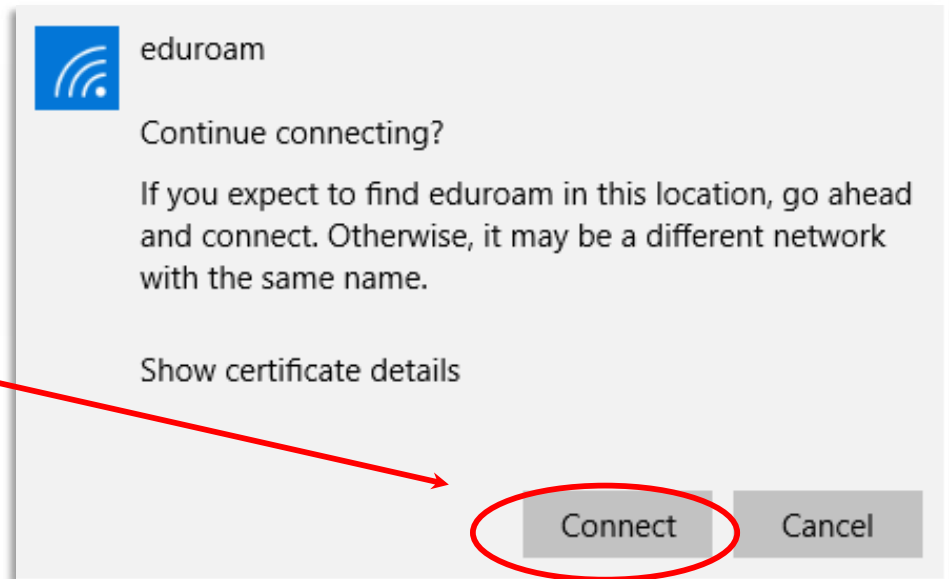 eduroam
Continue connecting?
If you expect to find eduroam in this location, go ahead
and connect. Otherwise, it may be a different network
with the same name.
Show certificate details
Connect Cancel